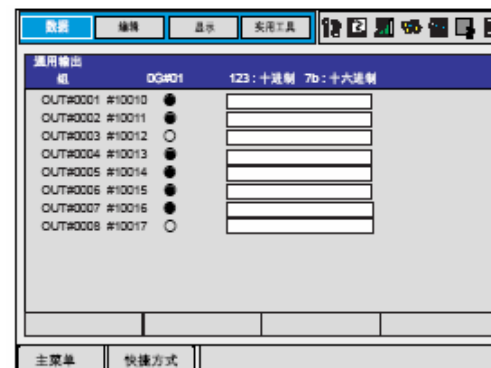 数据 编辑 显示 实用工具
通用输出
组 OG#01 123:十进制 7b:十六进制
OUT#0001 #10010
OUT#0002 #10011
OUT#0003 #10012
OUT#0004 #10013
OUT#0005 #10014
OUT#0006 #10015
OUT#0007 #10016
OUT#0008 #10017
主菜单 快捷方式